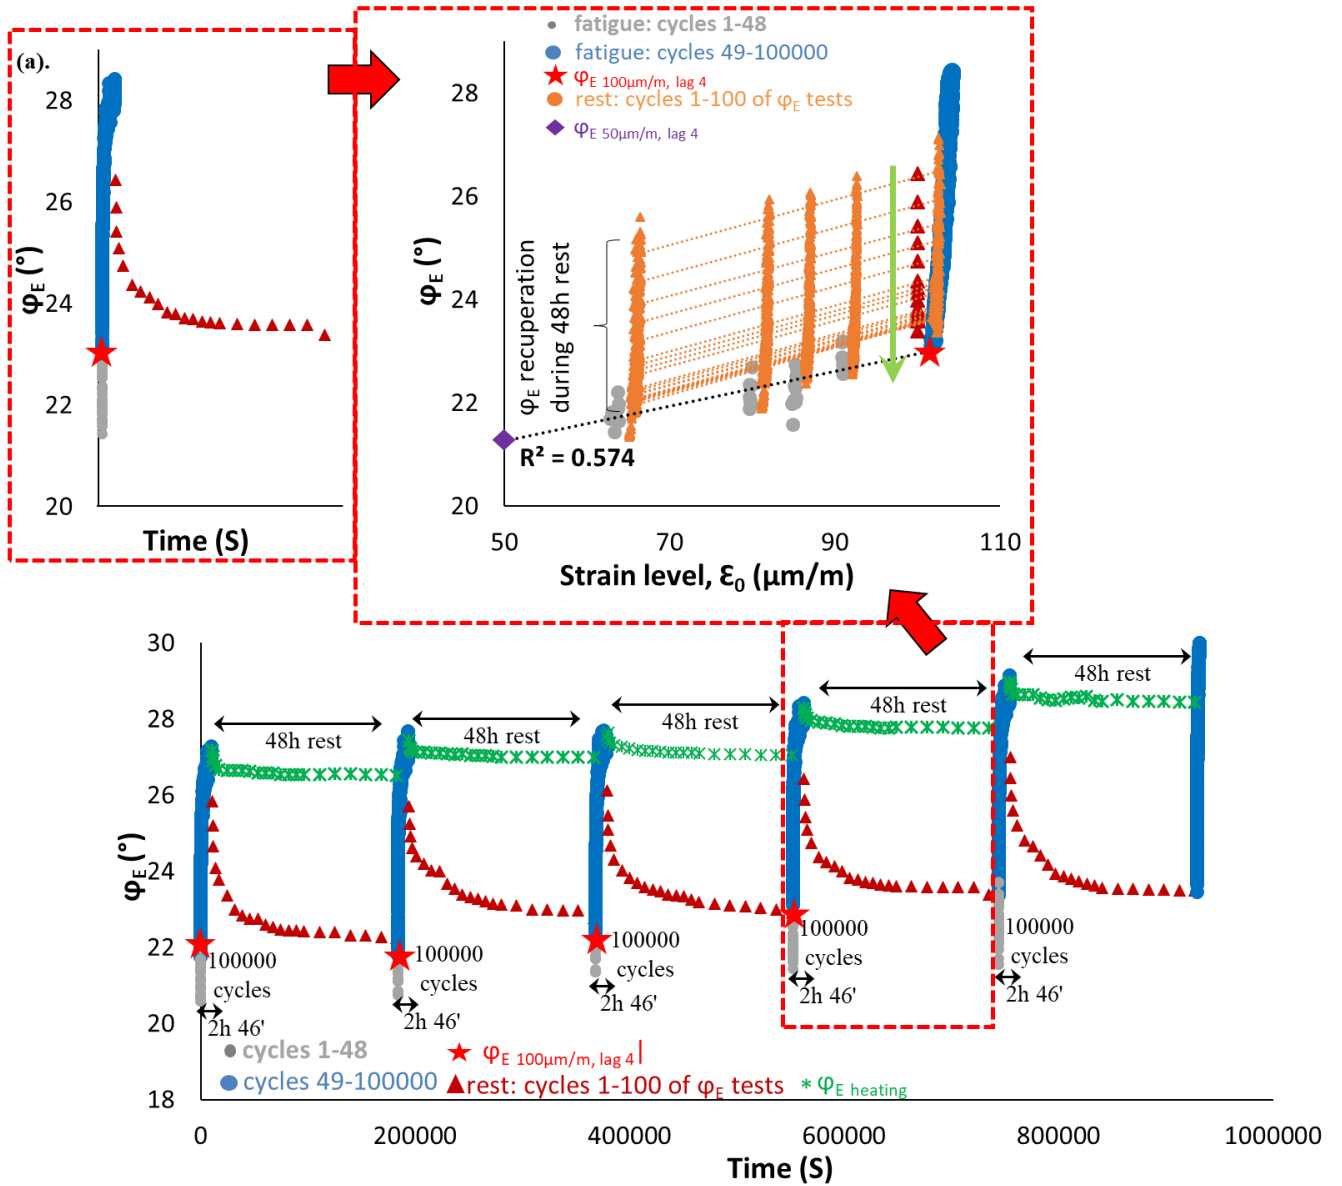 (a).
φE (°)
28
26
24
22
20
Time (S)
fatigue: cycles 1-48
fatigue: cycles 49-100000
φE 100µm/m, lag 4
rest: cycles 1-100 of φE tests
φE 50µm/m, lag 4
φE (°)
28
26
24
22
20
φE recuperation
during 48h rest
R² = 0.574
50
70
90
110
Strain level, Ɛ0 (µm/m)
φE (°)
30
28
26
24
22
20
18
48h rest
48h rest
48h rest
48h rest
48h rest
100000
cycles
2h 46'
100000
cycles
2h 46'
100000
cycles
2h 46'
100000
cycles
2h 46'
100000
cycles
2h 46'
cycles 1-48
φE 100µm/m, lag 4
cycles 49-100000
rest: cycles 1-100 of φE tests
* φE heating
0
200000
400000
600000
800000
1000000
Time (S)